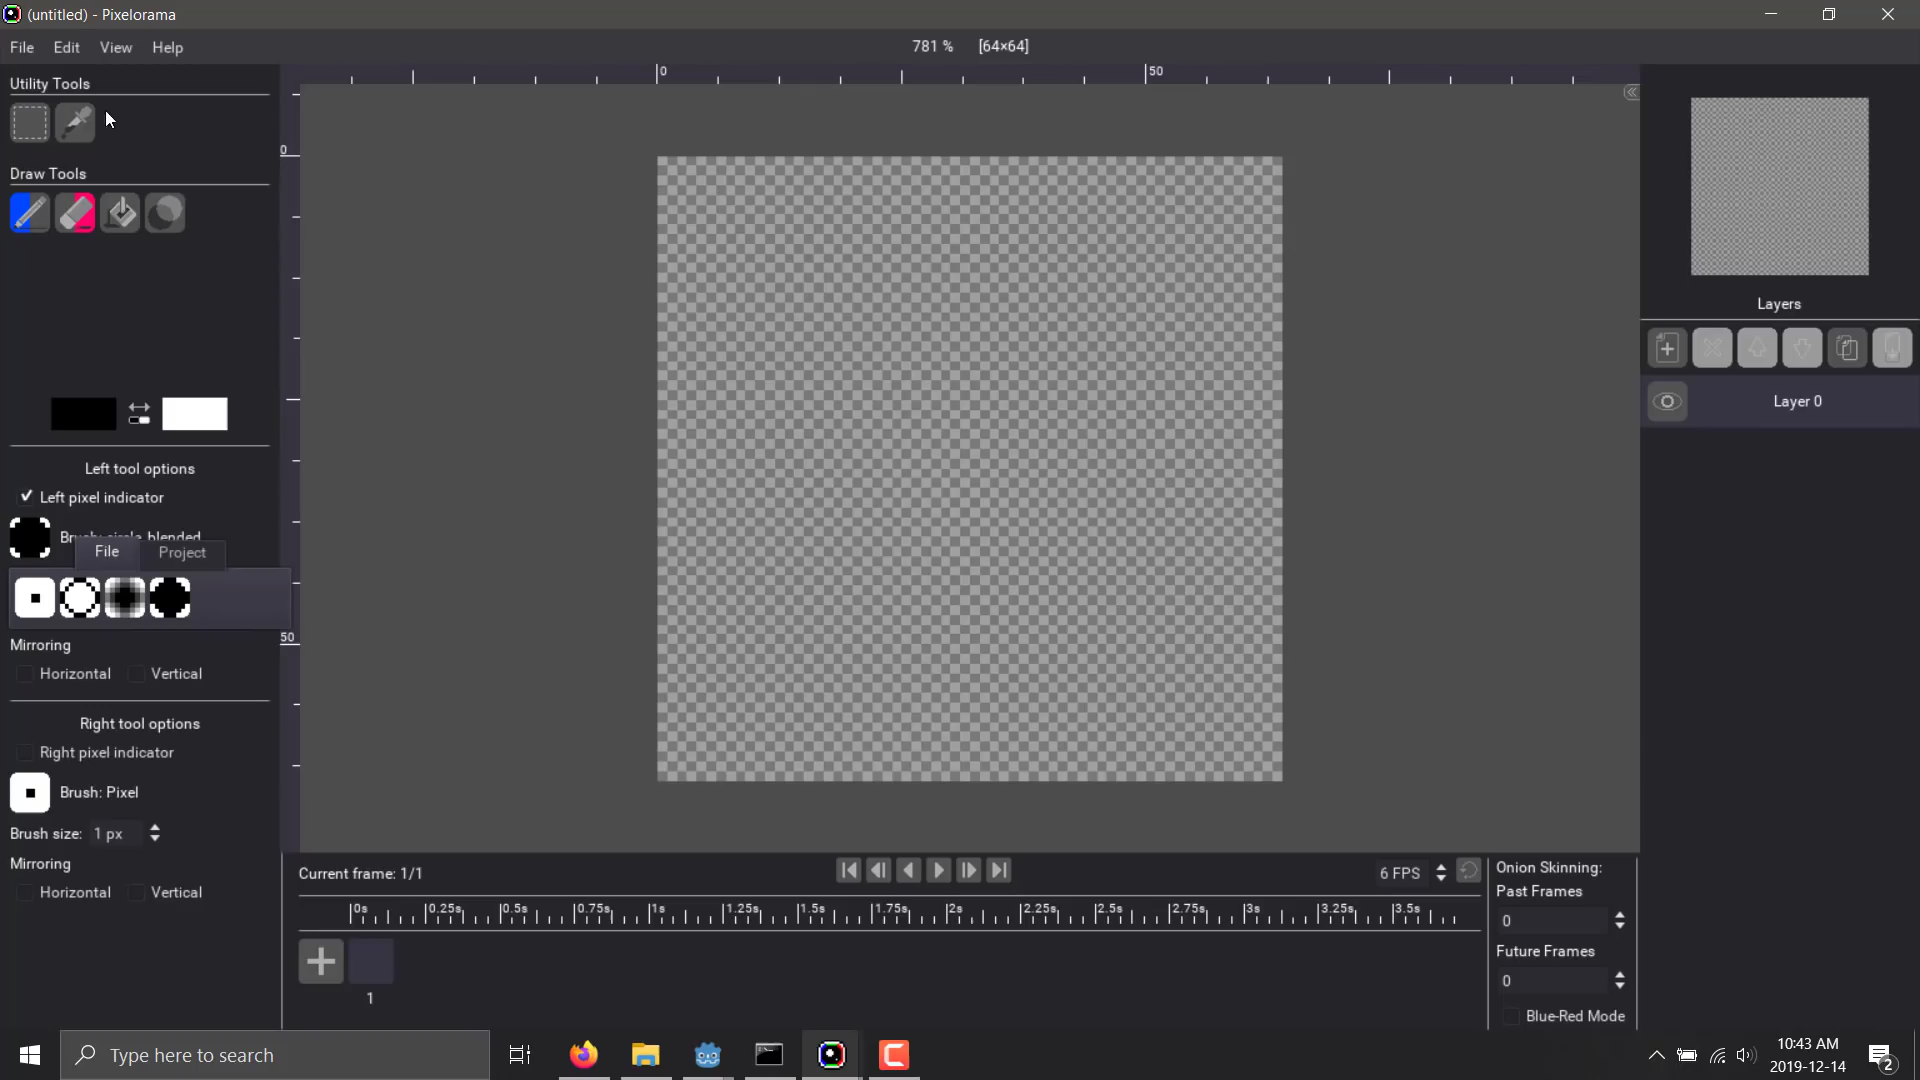 (untitled) - Pixelorama
File Edit View Help
781 % [64×64]
Utility Tools
0 50
0
Draw Tools
Layers
Layer 0
Left tool options
Left pixel indicator
Brush: circle_blended
File Project
50
Mirroring
Horizontal Vertical
Right tool options
Right pixel indicator
Brush: Pixel
Brush size: 1 px
Mirroring
Horizontal Vertical
Current frame: 1/1
6 FPS
Onion Skinning:
Past Frames
0
Future Frames
0
Blue-Red Mode
0s 0.25s 0.5s 0.75s 1s 1.25s 1.5s 1.75s 2s 2.25s 2.5s 2.75s 3s 3.25s 3.5s
1
Type here to search
10:43 AM
2019-12-14
2